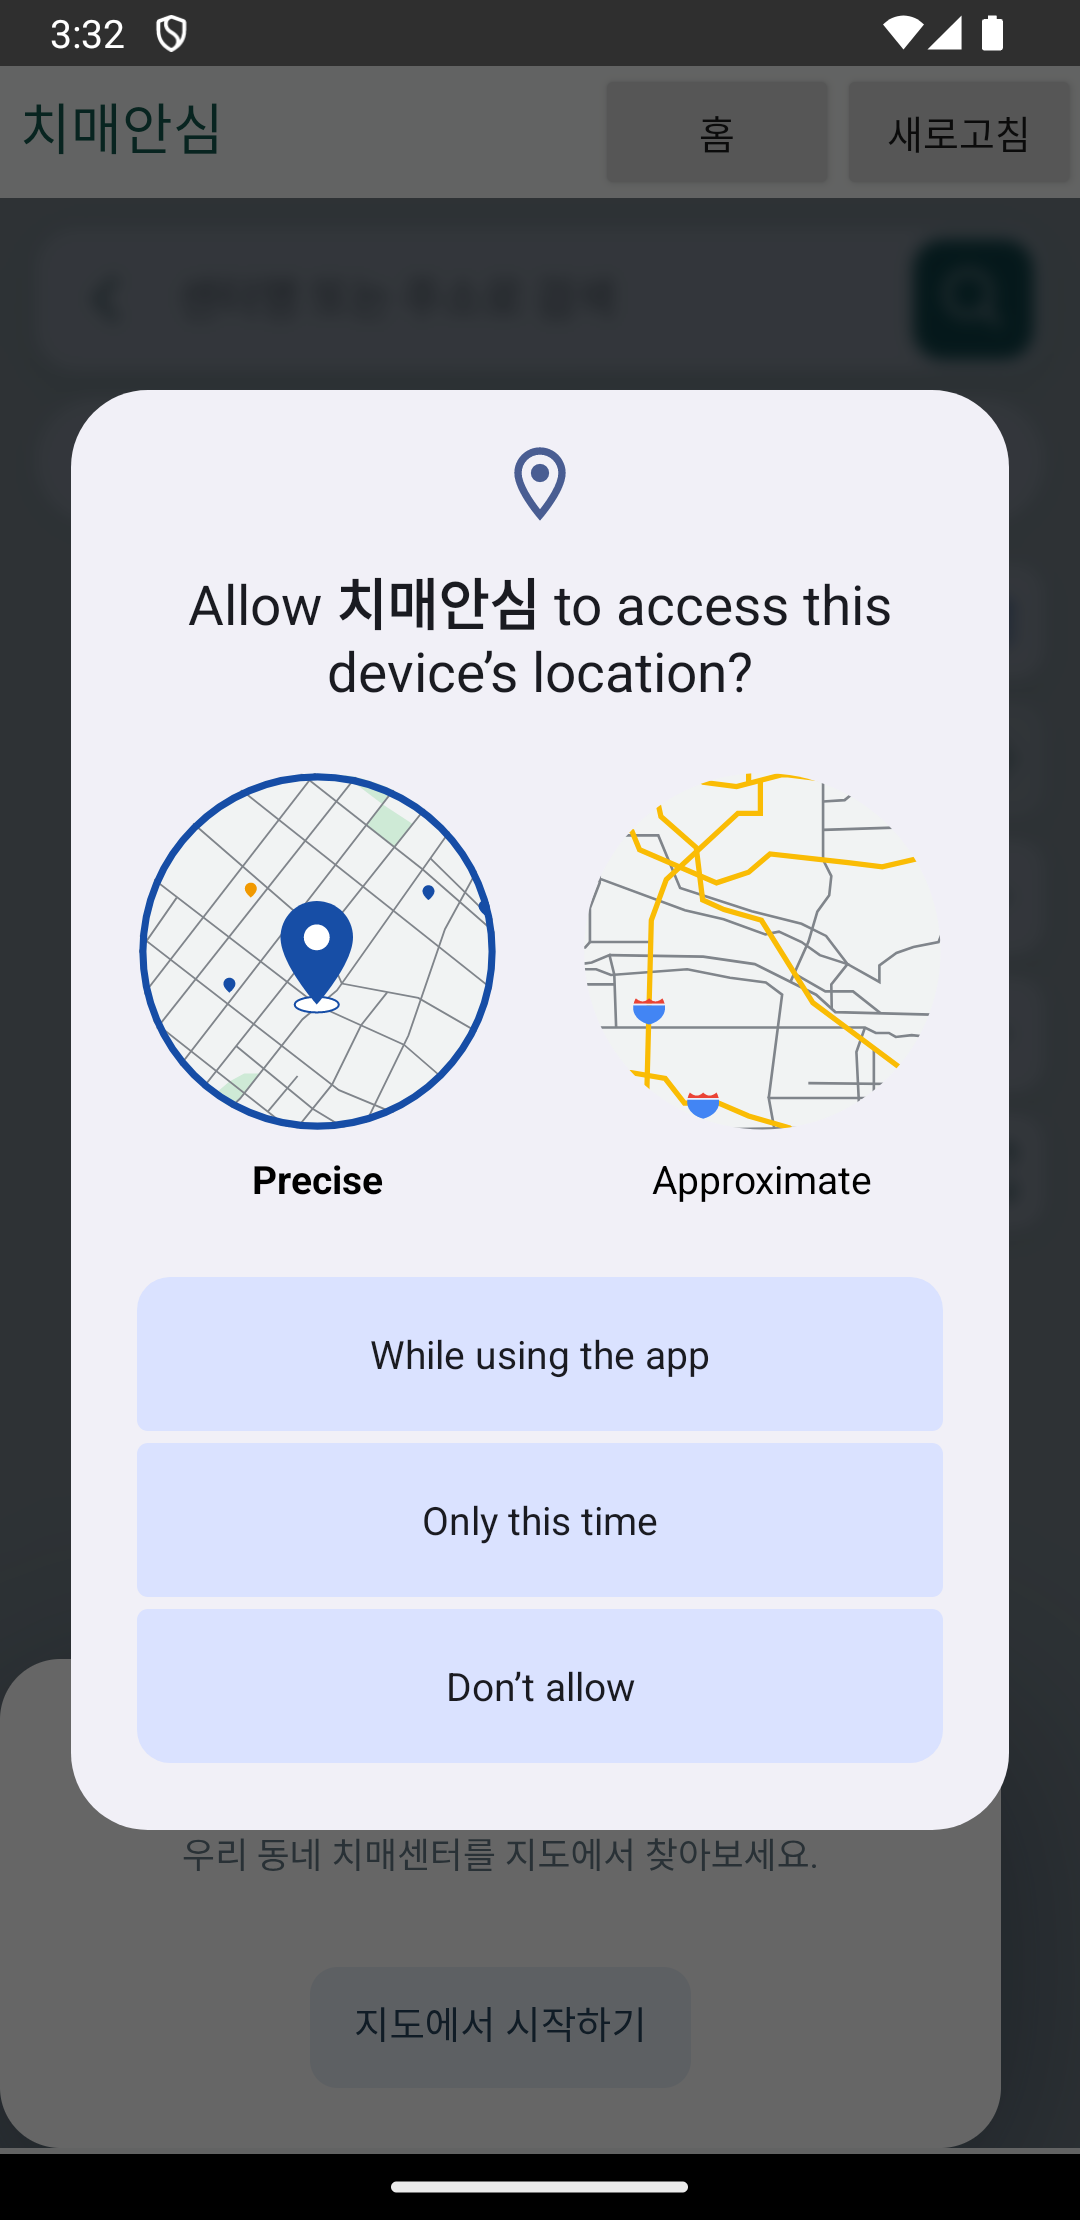 3:32
치매안심
홈
새로고침
Allow 치매안심 to access this
device’s location?
Precise
Approximate
While using the app
Only this time
Don’t allow
우리 동네 치매센터를 지도에서 찾아보세요.
지도에서 시작하기